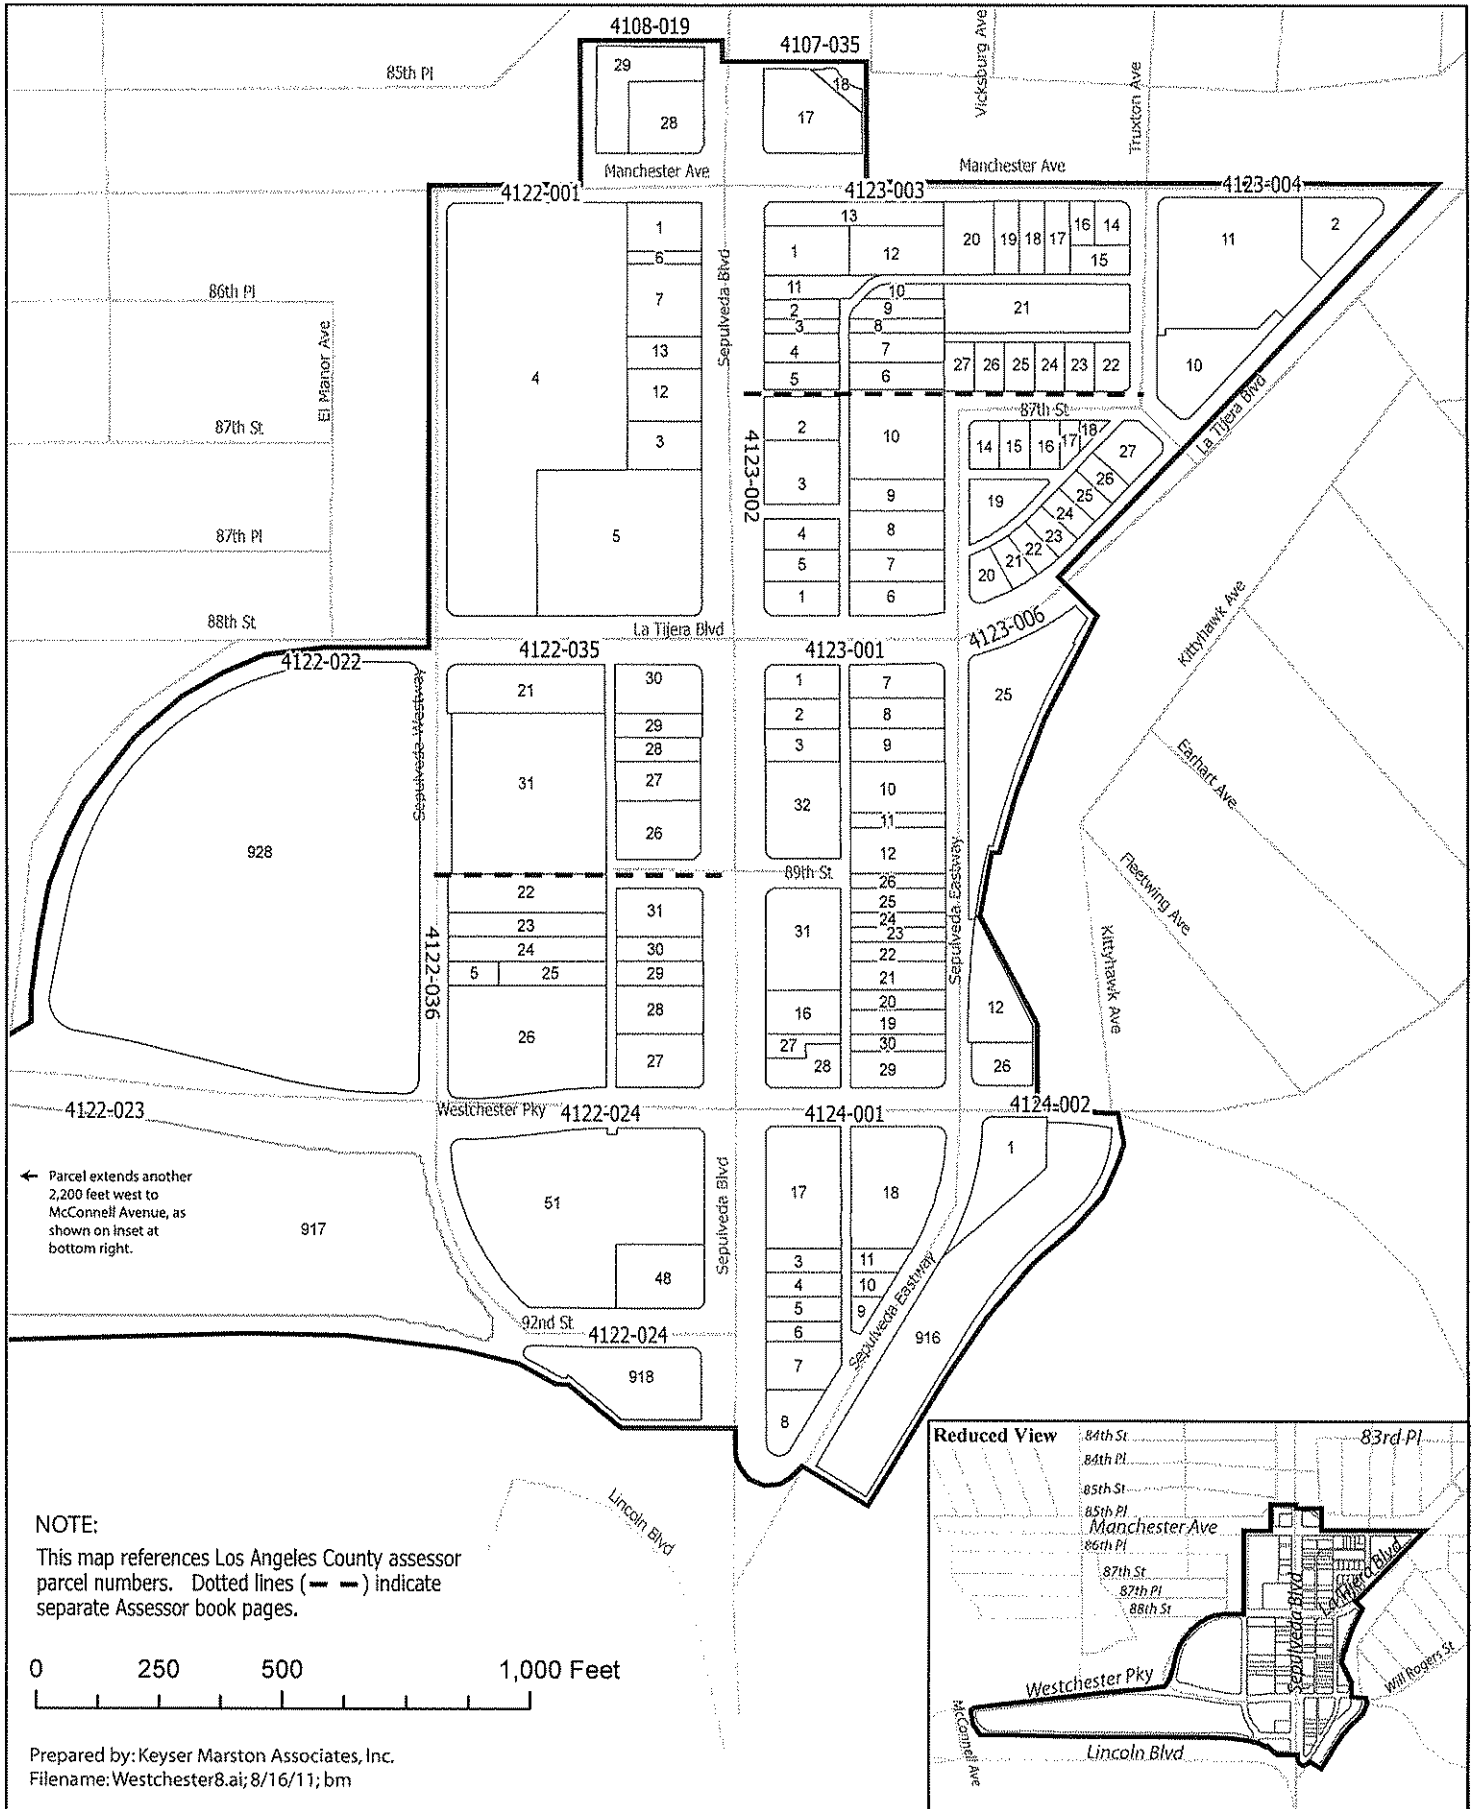 4108-019
4107-035
85th Pl
Vicksburg Ave
Truxton Ave
29
18
28
17
Manchester Ave
Manchester Ave
4122-001
4123-003
4123-004
1
6
7
13
12
3
4
5
Sepulveda Blvd
13
1
12
20
19
18
17
16
14
15
11
10
2
9
3
8
21
4
7
5
6
27
26
25
24
23
22
11
2
10
86th Pl
El Manor Ave
87th St
87th Pl
88th St
87th St
La Tijera Blvd
4123-002
2
10
3
9
4
8
5
7
1
6
14
15
16
17
18
27
19
26
25
24
23
22
21
20
La Tijera Blvd
4122-022
4122-035
4123-001
4123-006
Sepulveda Westway
Kittyhawk Ave
Earhart Ave
Fleetwing Ave
Kittyhawk Ave
928
21
30
29
28
31
27
26
1
7
2
8
3
9
32
10
11
12
25
89th St
Sepulveda Eastway
4122-036
22
23
24
5
25
26
31
30
29
28
27
31
16
27
28
26
25
24
23
22
21
20
19
30
29
12
26
4122-023
Westchester Pky
4122-024
4124-001
4124-002
← Parcel extends another
2,200 feet west to
McConnell Avenue, as
shown on inset at
bottom right.
917
51
48
Sepulveda Blvd
17
18
1
3
11
4
10
5
9
6
7
8
Sepulveda Eastway
916
92nd St
4122-024
918
Lincoln Blvd
NOTE:
This map references Los Angeles County assessor
parcel numbers. Dotted lines (– –) indicate
separate Assessor book pages.
0 250 500 1,000 Feet
Prepared by: Keyser Marston Associates, Inc.
Filename: Westchester8.ai; 8/16/11; bm
Reduced View
84th St
83rd Pl
84th Pl
85th St
85th Pl
Manchester Ave
86th Pl
87th St
87th Pl
88th St
Sepulveda Blvd
La Tijera Blvd
Will Rogers St
Westchester Pky
McConnell Ave
Lincoln Blvd